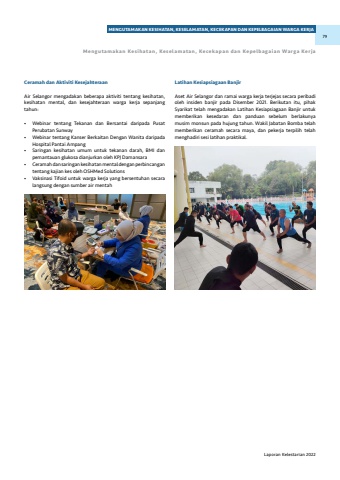 MENGUTAMAKAN KESIHATAN, KESELAMATAN, KECEKAPAN DAN KEPELBAGAIAN WARGA KERJA
79
Mengutamakan Kesihatan, Keselamatan, Kecekapan dan Kepelbagaian Warga Kerja
Ceramah dan Aktiviti Kesejahteraan
Air Selangor mengadakan beberapa aktiviti tentang kesihatan,
kesihatan mental, dan kesejahteraan warga kerja sepanjang
tahun:
• Webinar tentang Tekanan dan Bersantai daripada Pusat
Perubatan Sunway
• Webinar tentang Kanser Berkaitan Dengan Wanita daripada
Hospital Pantai Ampang
• Saringan kesihatan umum untuk tekanan darah, BMI dan
pemantauan glukosa dianjurkan oleh KPJ Damansara
• Ceramah dan saringan kesihatan mental dengan perbincangan
tentang kajian kes oleh OSHMed Solutions
• Vaksinasi Tifoid untuk warga kerja yang bersentuhan secara
langsung dengan sumber air mentah
Latihan Kesiapsiagaan Banjir
Aset Air Selangor dan ramai warga kerja terjejas secara peribadi
oleh insiden banjir pada Disember 2021. Berikutan itu, pihak
Syarikat telah mengadakan Latihan Kesiapsiagaan Banjir untuk
memberikan kesedaran dan panduan sebelum berlakunya
musim monsun pada hujung tahun. Wakil Jabatan Bomba telah
memberikan ceramah secara maya, dan pekerja terpilih telah
menghadiri sesi latihan praktikal.
Laporan Kelestarian 2022